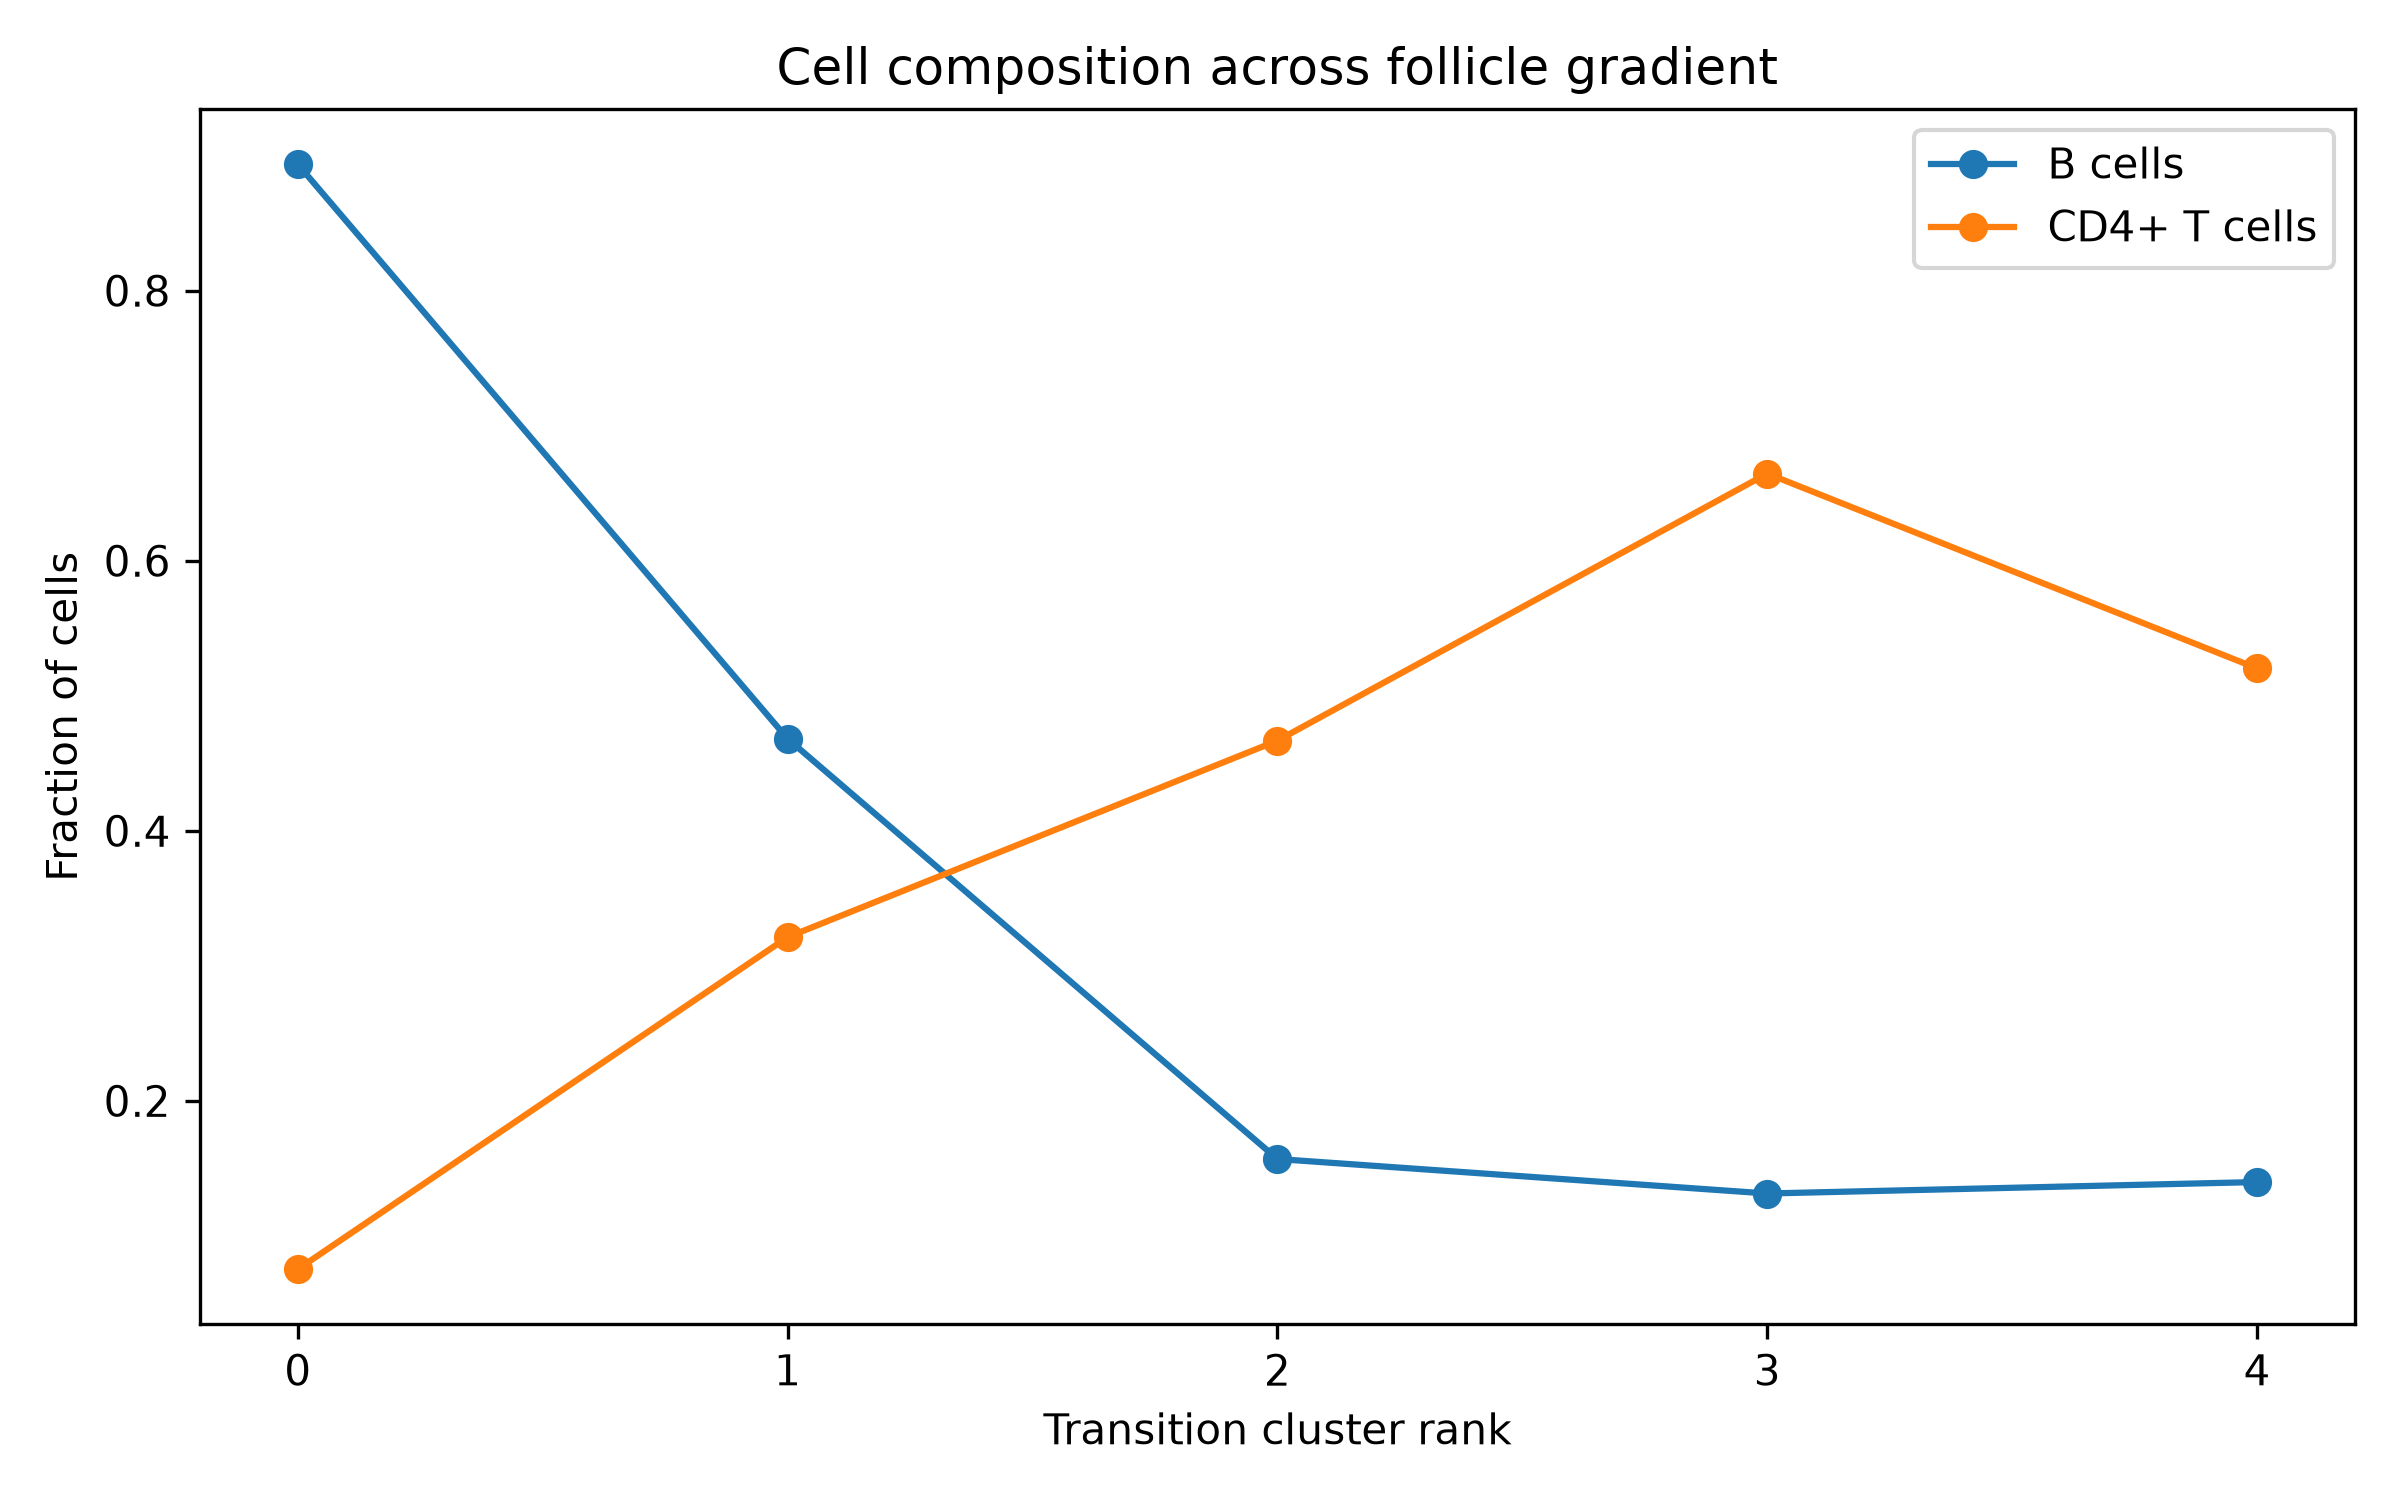 Cell composition across follicle gradient
B cells
CD4+ T cells
Fraction of cells
0.8
0.6
0.4
0.2
0 1 2 3 4
Transition cluster rank